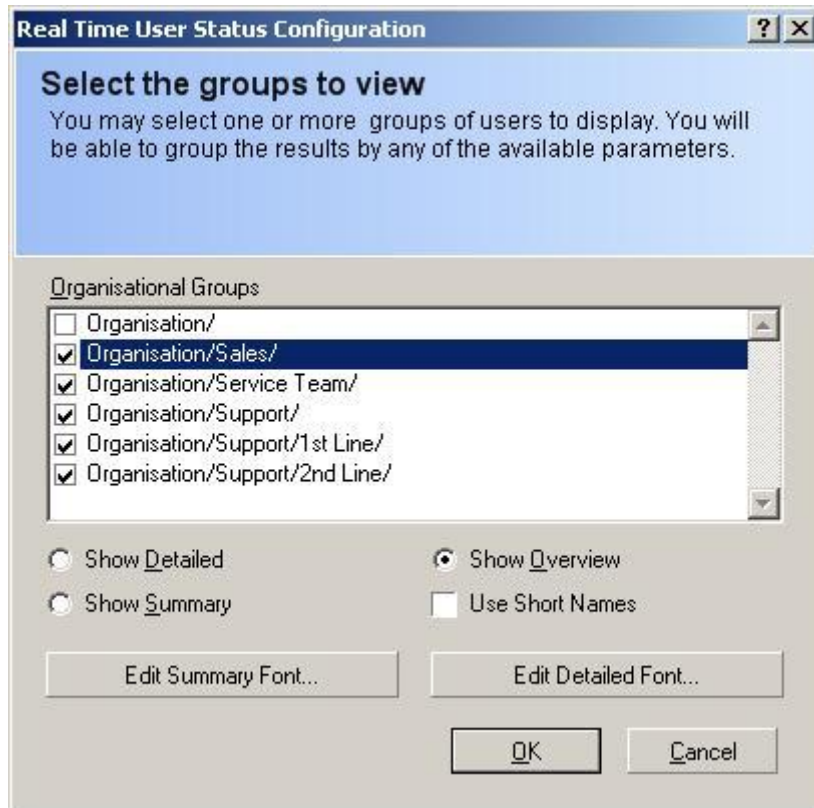 Real Time User Status Configuration
Select the groups to view
You may select one or more groups of users to display. You will
be able to group the results by any of the available parameters.
Organisational Groups
Organisation/
Organisation/Sales/
Organisation/Service Team/
Organisation/Support/
Organisation/Support/1st Line/
Organisation/Support/2nd Line/
Show Detailed
Show Overview
Show Summary
Use Short Names
Edit Summary Font...
Edit Detailed Font...
OK
Cancel